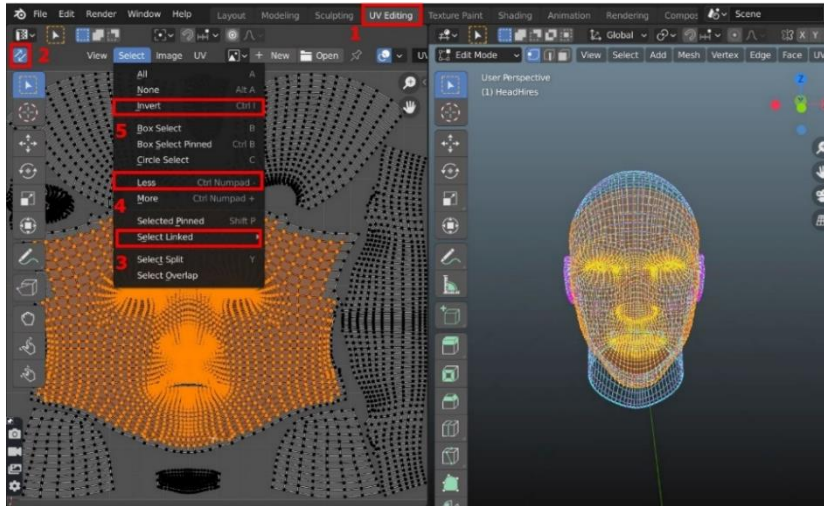 File Edit Render Window Help Layout Modeling Sculpting UV Editing Texture Paint Shading Animation Rendering Compos Scene
1
Global X Y
2
View Select Image UV + New Open UV
Edit Mode View Select Add Mesh Vertex Edge Face UV
All A
None Alt A
Invert Ctrl I
5
Box Select B
Box Select Pinned Ctrl B
Circle Select C
Less Ctrl Numpad -
4
More Ctrl Numpad +
Selected Pinned Shift P
Select Linked
3
Select Split Y
Select Overlap
User Perspective
(1) HeadHires
Z
Y